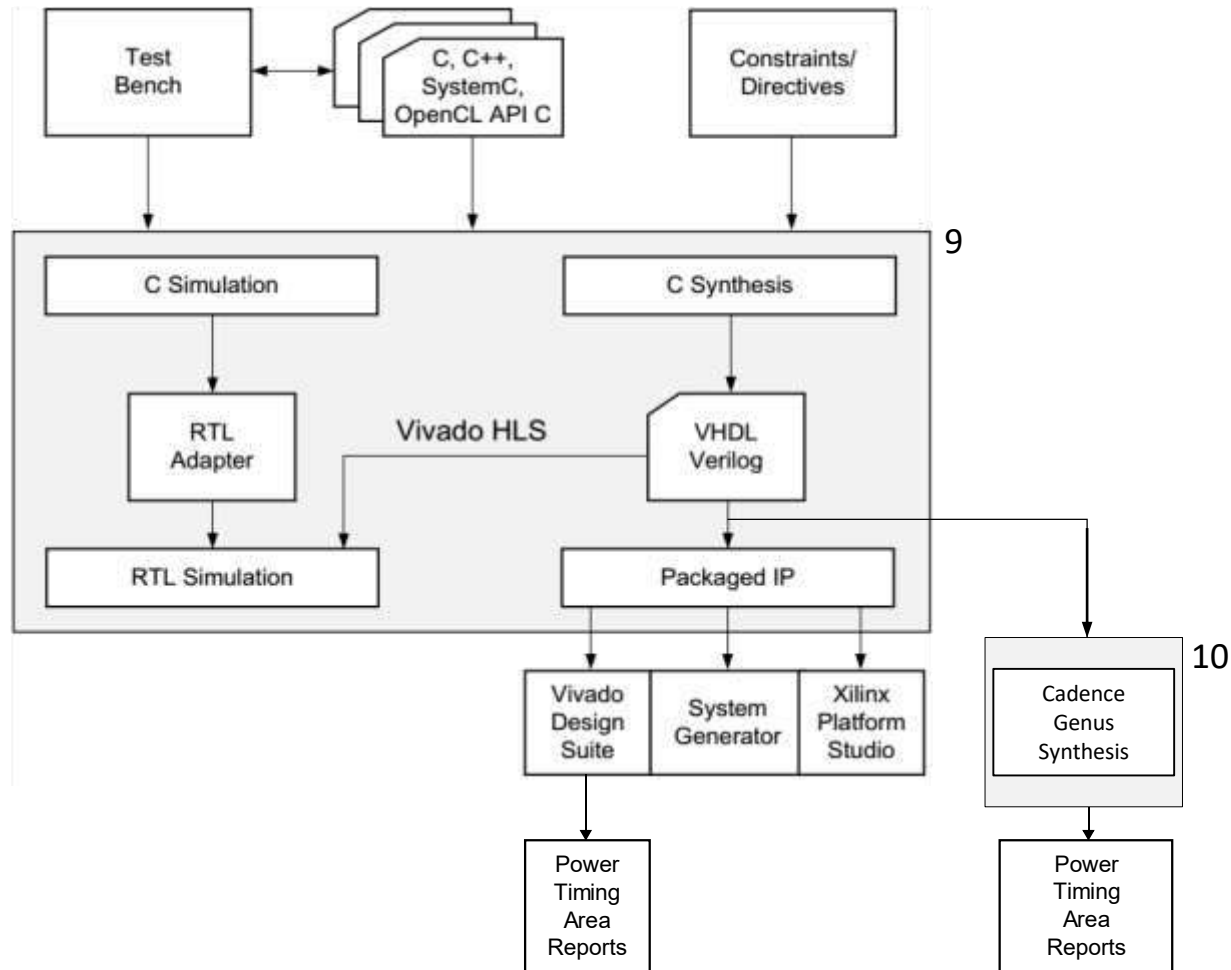 Test
Bench
C, C++,
SystemC,
OpenCL API C
Constraints/
Directives
9
C Simulation
C Synthesis
RTL
Adapter
Vivado HLS
VHDL
Verilog
RTL Simulation
Packaged IP
10
Vivado
Design
Suite
System
Generator
Xilinx
Platform
Studio
Cadence
Genus
Synthesis
Power
Timing
Area
Reports
Power
Timing
Area
Reports